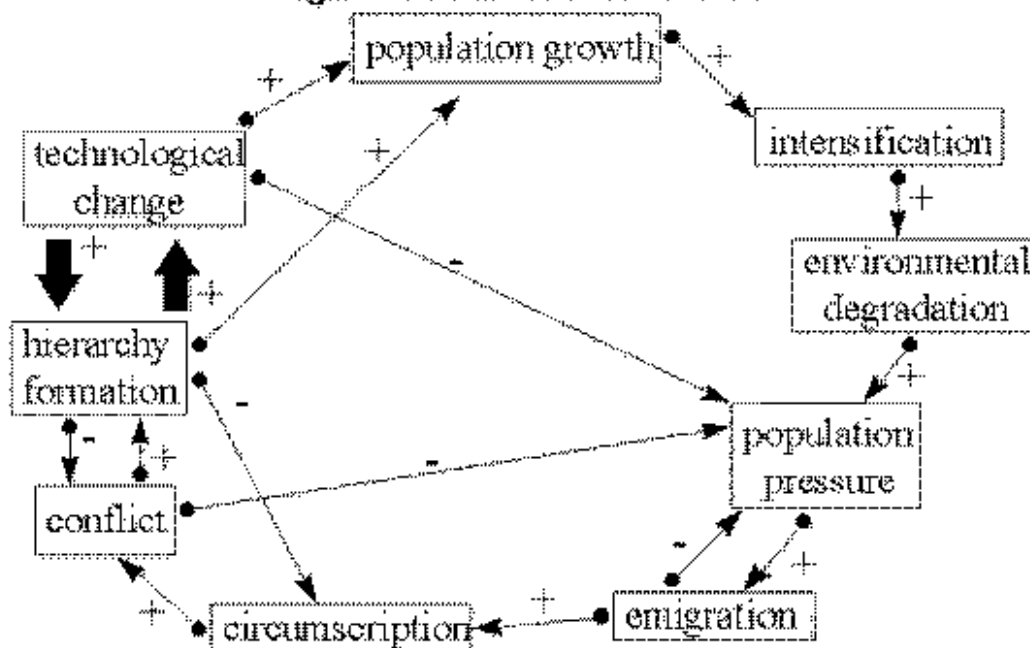 population growth
+
+
technological
change
+
intensification
+
+
+
-
environmental
degradation
hierarchy
formation
+
-
population
pressure
-
+
-
conflict
-
+
+
+
circumscription
emigration